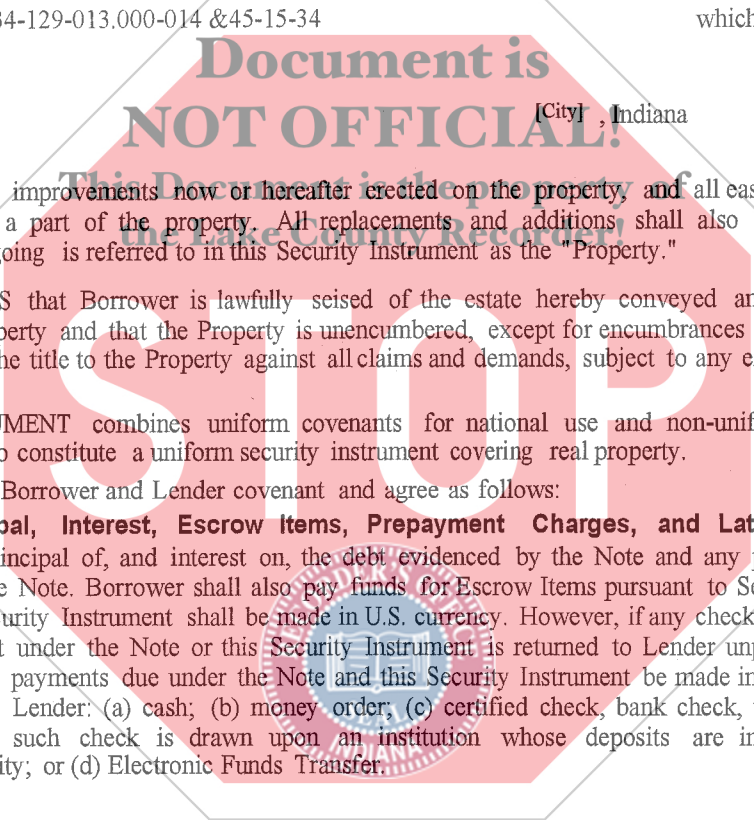 34-129-013.000-014 &45-15-34 which
Document is
[City] , Indiana
NOT OFFICIAL!
This Document is the property of
improvements now or hereafter erected on the property, and all eas
a part of the property. All replacements and additions shall also
the Lake County Recorder!
going is referred to in this Security Instrument as the "Property."
S that Borrower is lawfully seised of the estate hereby conveyed an
perty and that the Property is unencumbered, except for encumbrances
he title to the Property against all claims and demands, subject to any e
STOP
UMENT combines uniform covenants for national use and non-unif
o constitute a uniform security instrument covering real property.
Borrower and Lender covenant and agree as follows:
pal, Interest, Escrow Items, Prepayment Charges, and Lat
incipal of, and interest on, the debt evidenced by the Note and any
e Note. Borrower shall also pay funds for Escrow Items pursuant to Se
urity Instrument shall be made in U.S. currency. However, if any check
t under the Note or this Security Instrument is returned to Lender unp
payments due under the Note and this Security Instrument be made in
Lender: (a) cash; (b) money order; (c) certified check, bank check,
such check is drawn upon an institution whose deposits are in
ity; or (d) Electronic Funds Transfer.
SEAL
INDIANA